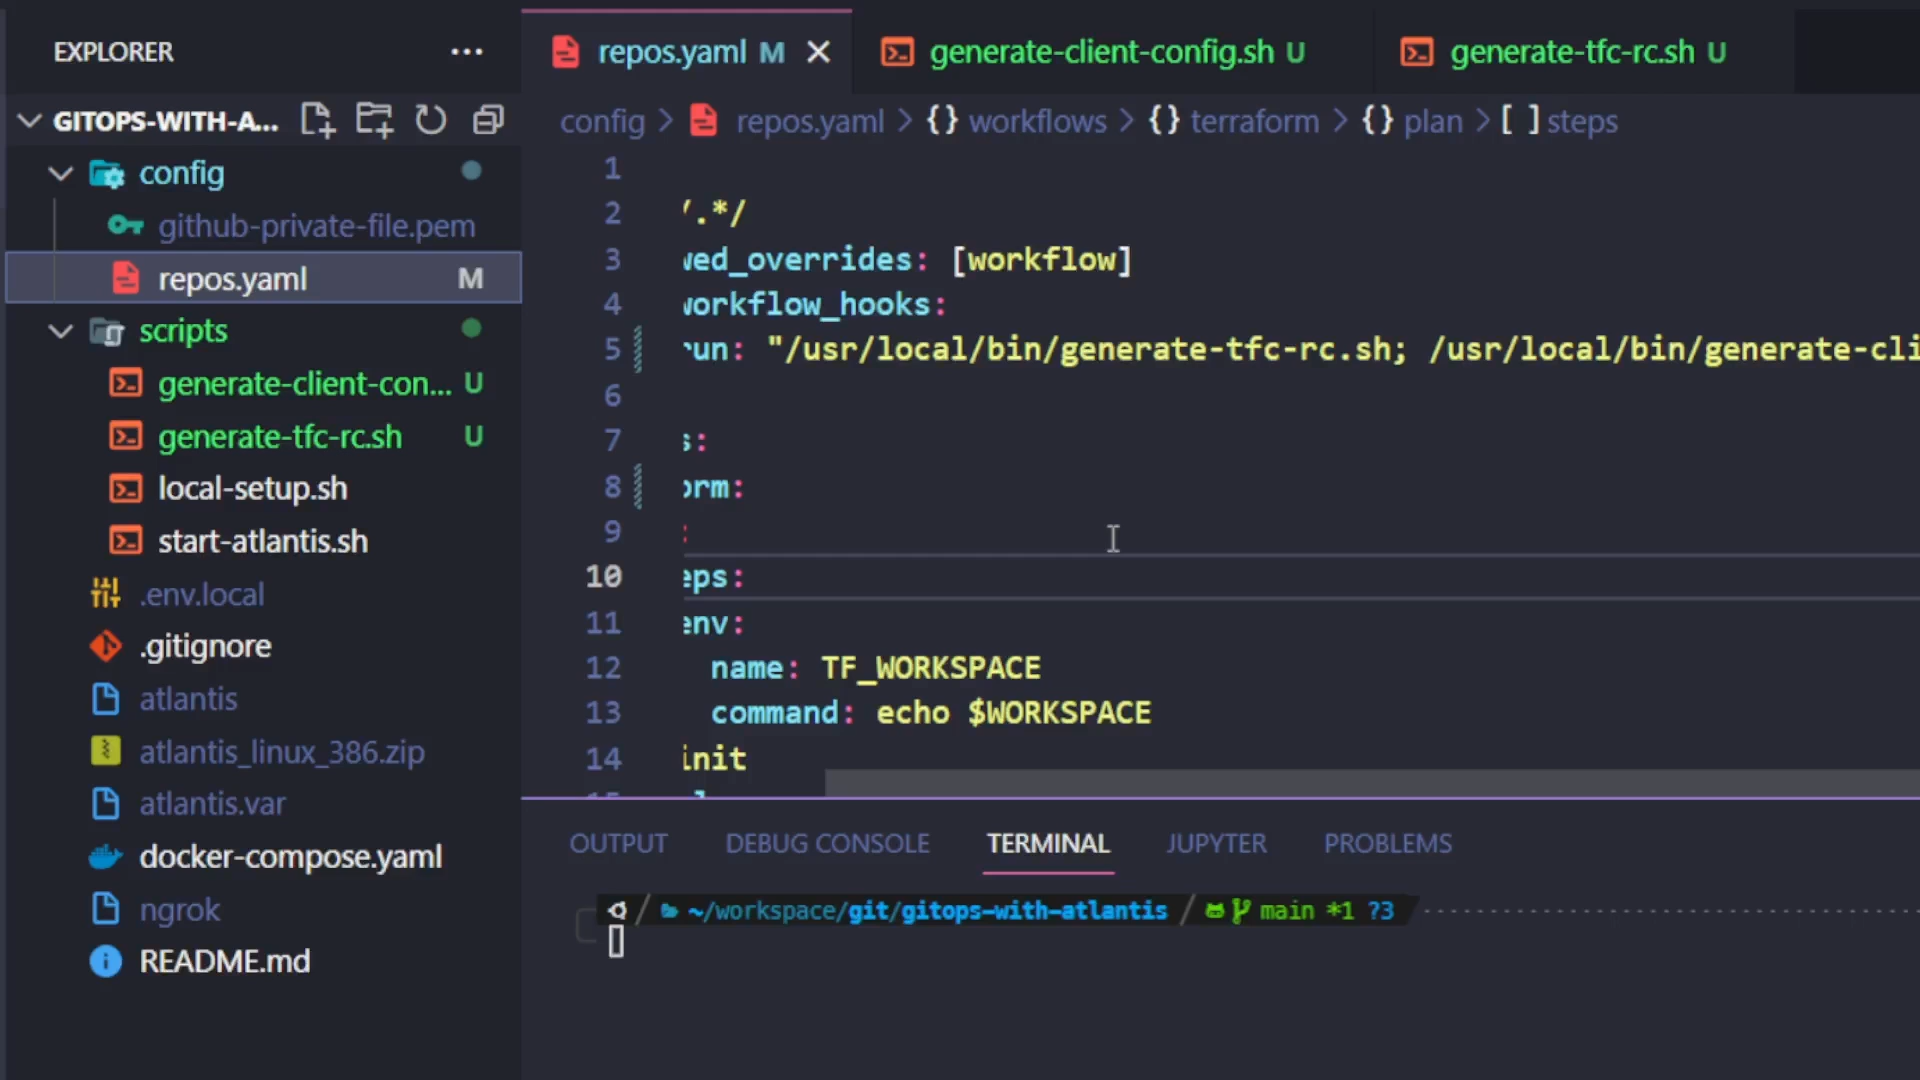 EXPLORER
GITOPS-WITH-A...
config
github-private-file.pem
repos.yaml M
scripts
generate-client-con... U
generate-tfc-rc.sh U
local-setup.sh
start-atlantis.sh
.env.local
.gitignore
atlantis
atlantis_linux_386.zip
atlantis.var
docker-compose.yaml
ngrok
README.md
repos.yaml M
generate-client-config.sh U
generate-tfc-rc.sh U
config > repos.yaml > {} workflows > {} terraform > {} plan > [ ] steps
1
2 /.*/
3 wed_overrides: [workflow]
4 workflow_hooks:
5 run: "/usr/local/bin/generate-tfc-rc.sh; /usr/local/bin/generate-cli
6
7 s:
8 orm:
9 :
10 eps:
11 env:
12 name: TF_WORKSPACE
13 command: echo $WORKSPACE
14 init
OUTPUT DEBUG CONSOLE TERMINAL JUPYTER PROBLEMS
/ ~/workspace/git/gitops-with-atlantis / main *1 ?3